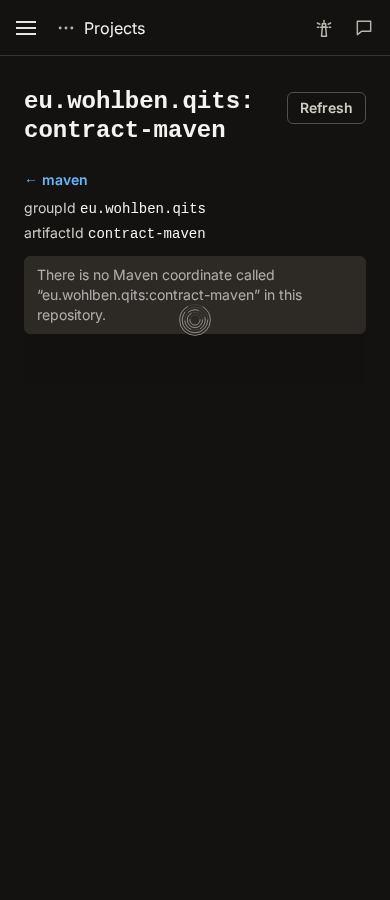 Projects
eu.wohlben.qits:
contract-maven
Refresh
← maven
groupId eu.wohlben.qits
artifactId contract-maven
There is no Maven coordinate called
“eu.wohlben.qits:contract-maven” in this
repository.